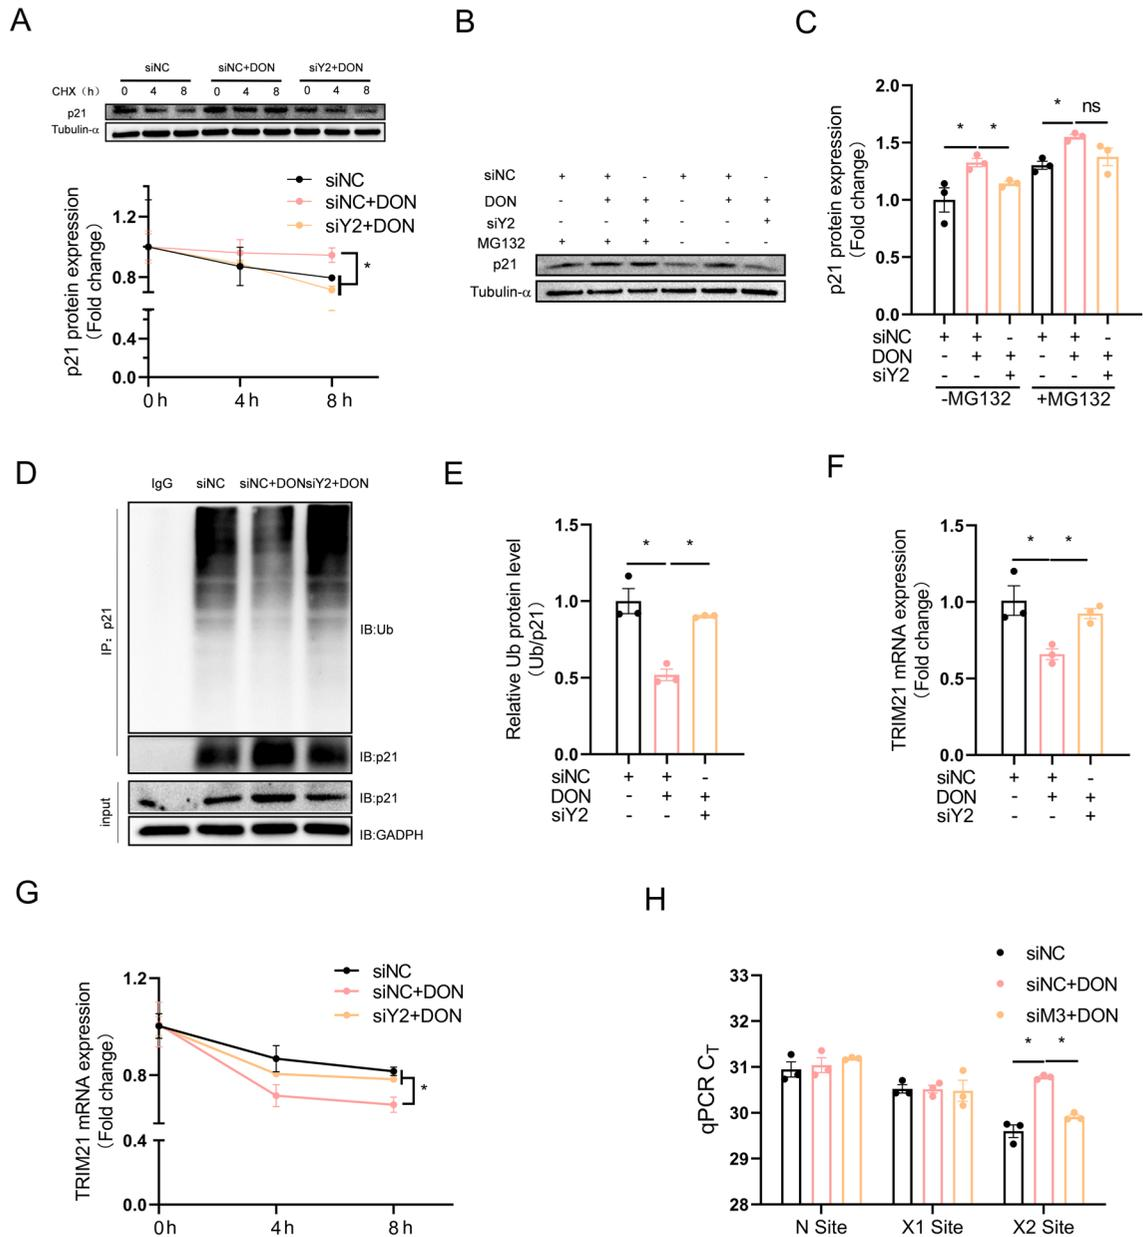 A
siNC siNC+DON siY2+DON
CHX（h） 0 4 8 0 4 8 0 4 8
p21
Tubulin-α
siNC
siNC+DON
siY2+DON
p21 protein expression
（Fold change）
1.2
0.8
0.4
0.0
*
0 h 4 h 8 h
B
siNC + + - + + -
DON - + + - + +
siY2 - - + - - +
MG132 + + + - - -
p21
Tubulin-α
C
p21 protein expression
（Fold change）
2.0
1.5
1.0
0.5
0.0
* * * ns
siNC + + - + + -
DON - + + - + +
siY2 - - + - - +
-MG132 +MG132
D
IgG siNC siNC+DON siY2+DON
IP：p21
IB:Ub
IB:p21
input
IB:p21
IB:GADPH
E
Relative Ub protein level
（Ub/p21）
1.5
1.0
0.5
0.0
* *
siNC + + -
DON - + +
siY2 - - +
F
TRIM21 mRNA expression
（Fold change）
1.5
1.0
0.5
0.0
* *
siNC + + -
DON - + +
siY2 - - +
G
siNC
siNC+DON
siY2+DON
TRIM21 mRNA expression
（Fold change）
1.2
0.8
0.4
0.0
*
0 h 4 h 8 h
H
siNC
siNC+DON
siM3+DON
qPCR CT
33
32
31
30
29
28
* *
N Site X1 Site X2 Site